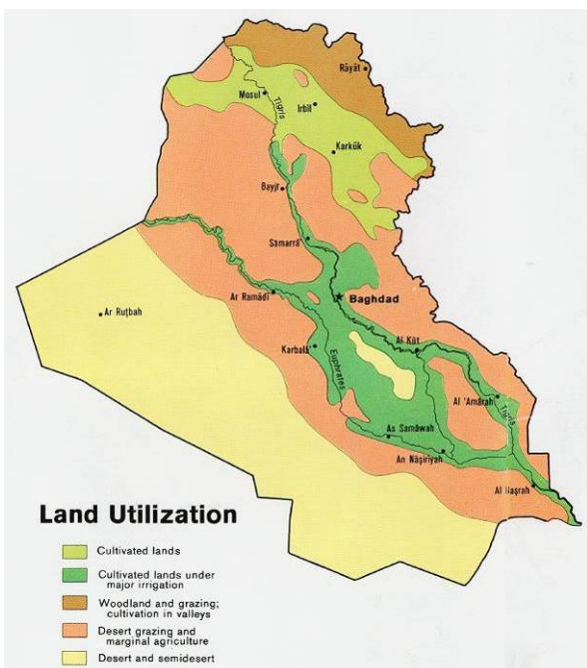 Rāyāt
Mosul
Tigris
Irbīl
Karkūk
Bayjī
Sāmarrā'
Baghdad
Ar Ramādī
Ar Ruţbah
Karbalā'
Euphrates
Al Kūt
Al 'Amārah
Tigris
As Samāwah
An Nāşirīyah
Al Başrah
Land Utilization
Cultivated lands
Cultivated lands under
major irrigation
Woodland and grazing;
cultivation in valleys
Desert grazing and
marginal agriculture
Desert and semidesert